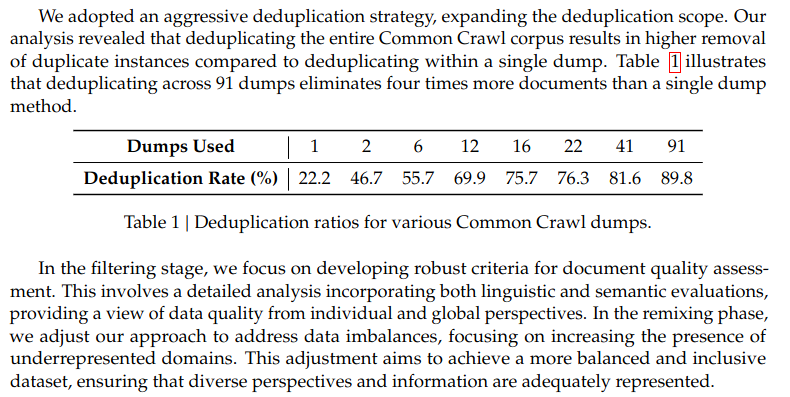 We adopted an aggressive deduplication strategy, expanding the deduplication scope. Our
analysis revealed that deduplicating the entire Common Crawl corpus results in higher removal
of duplicate instances compared to deduplicating within a single dump. Table 1 illustrates
that deduplicating across 91 dumps eliminates four times more documents than a single dump
method.
Dumps Used 1 2 6 12 16 22 41 91
Deduplication Rate (%) 22.2 46.7 55.7 69.9 75.7 76.3 81.6 89.8
Table 1 | Deduplication ratios for various Common Crawl dumps.
In the filtering stage, we focus on developing robust criteria for document quality assess-
ment. This involves a detailed analysis incorporating both linguistic and semantic evaluations,
providing a view of data quality from individual and global perspectives. In the remixing phase,
we adjust our approach to address data imbalances, focusing on increasing the presence of
underrepresented domains. This adjustment aims to achieve a more balanced and inclusive
dataset, ensuring that diverse perspectives and information are adequately represented.